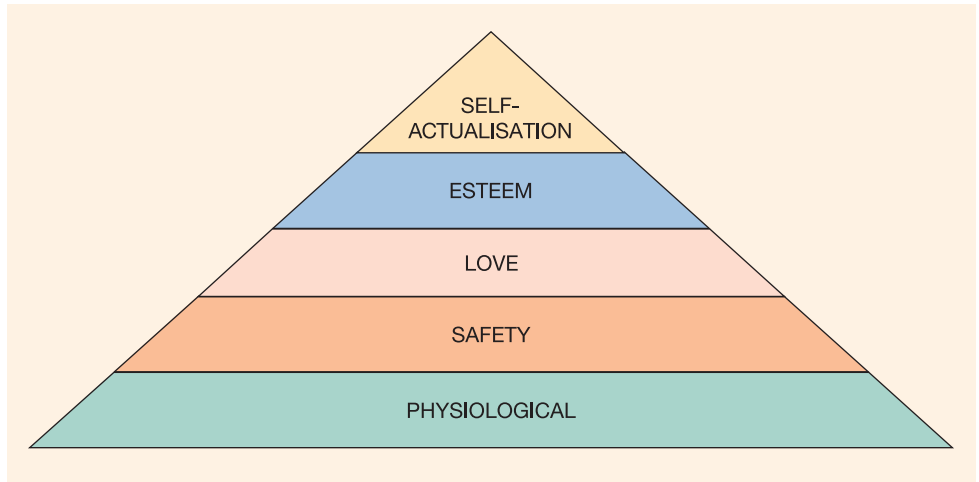 SELF-
ACTUALISATION
ESTEEM
LOVE
SAFETY
PHYSIOLOGICAL